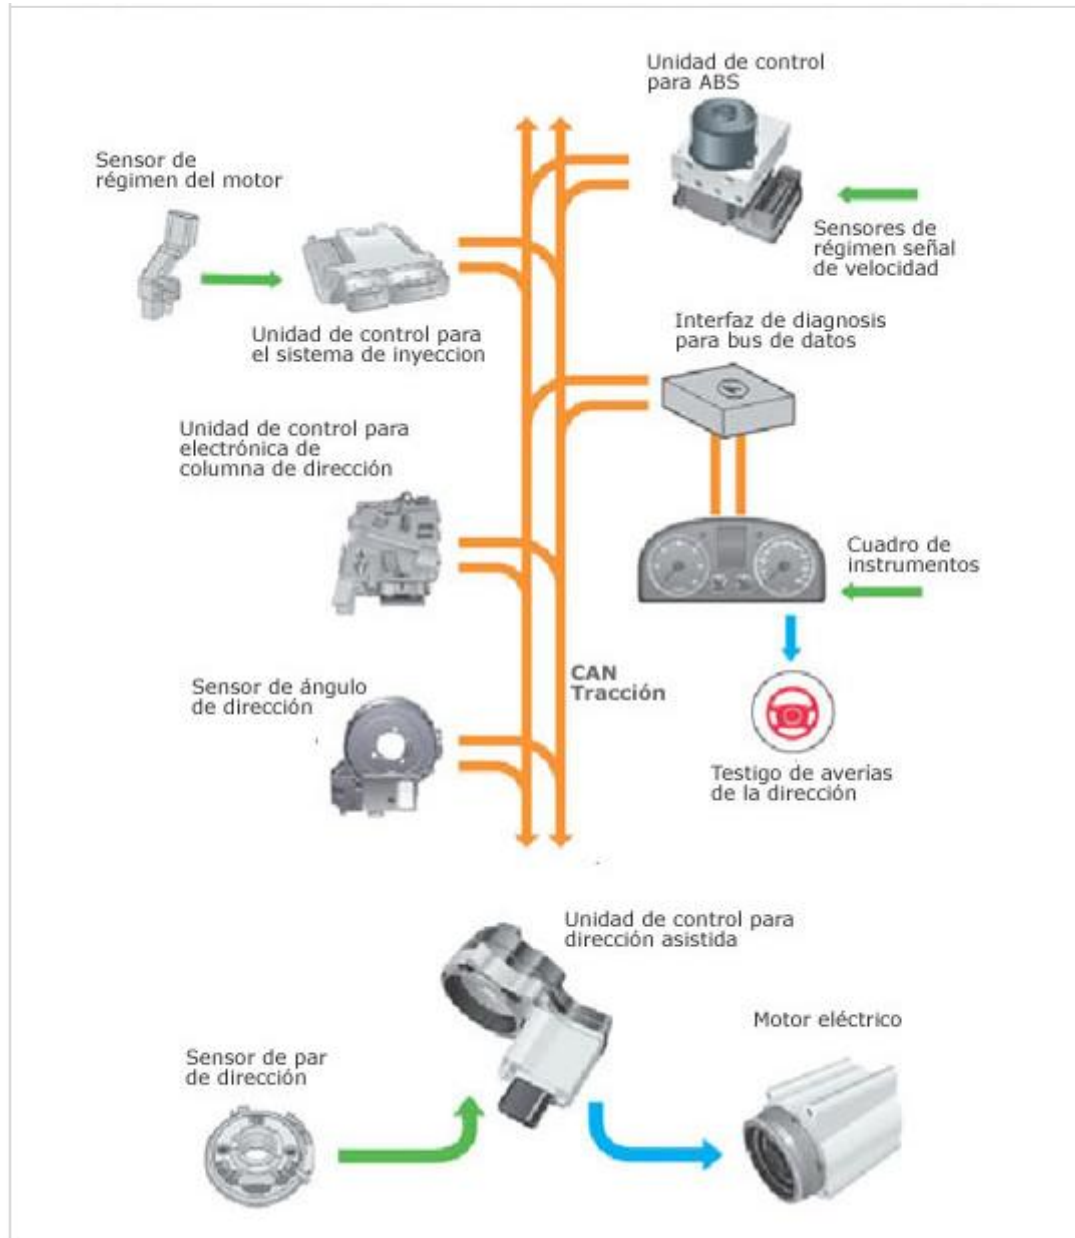 Unidad de control
para ABS
Sensor de
régimen del motor
Sensores de
régimen señal
de velocidad
Unidad de control para
el sistema de inyeccion
Interfaz de diagnosis
para bus de datos
Unidad de control para
electrónica de
columna de dirección
Cuadro de
instrumentos
CAN
Tracción
Sensor de ángulo
de dirección
Testigo de averías
de la dirección
Unidad de control para
dirección asistida
Motor eléctrico
Sensor de par
de dirección